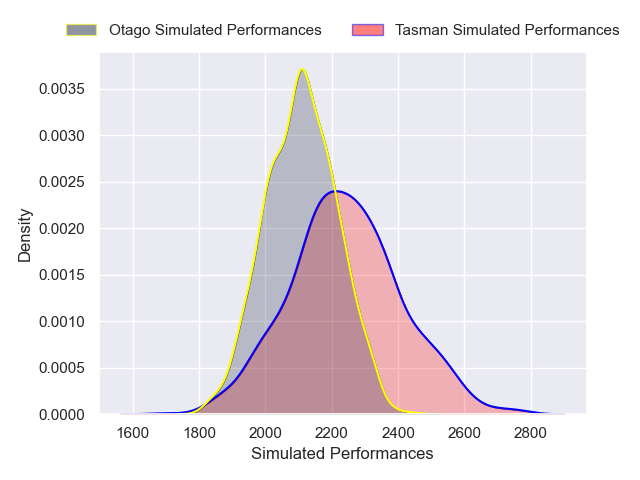 Otago Simulated Performances Tasman Simulated Performances
0.0035
0.0030
0.0025
0.0020
0.0015
0.0010
0.0005
0.0000
Density
1600 1800 2000 2200 2400 2600 2800
Simulated Performances